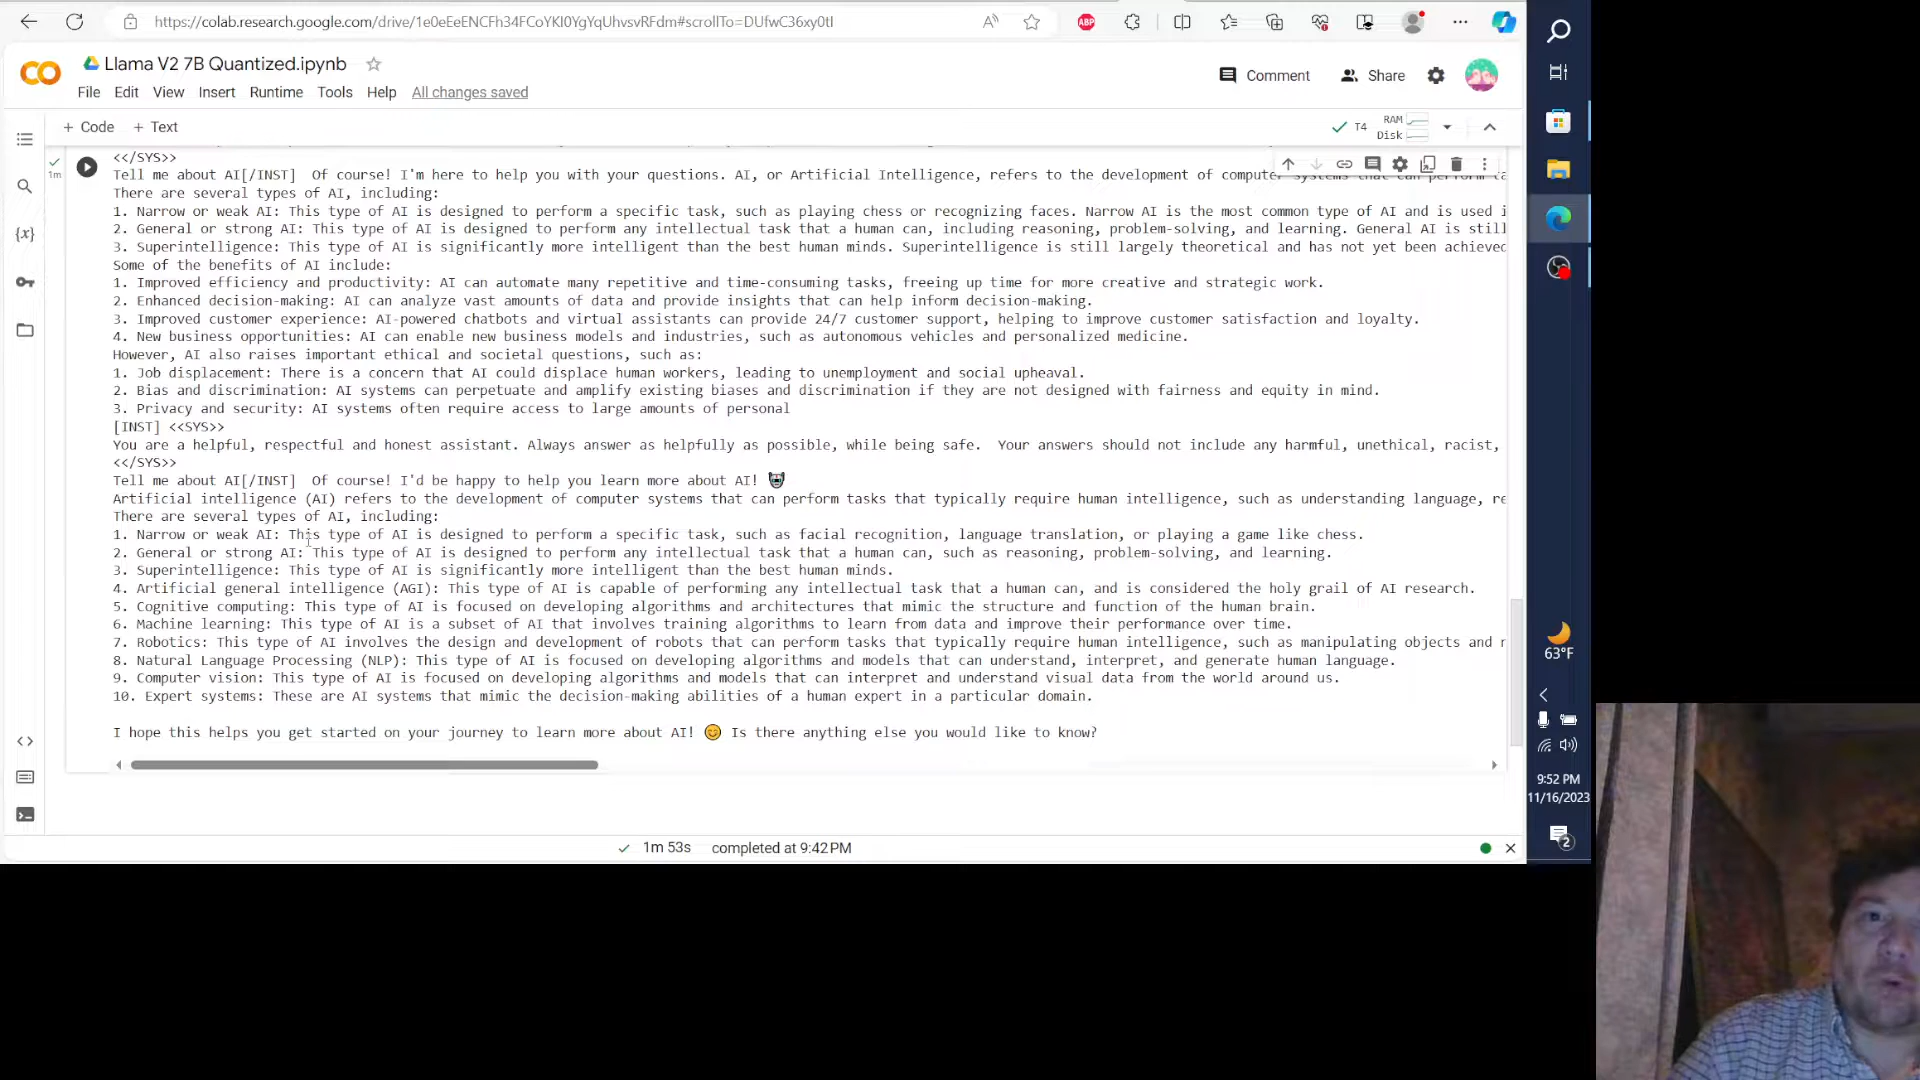 https://colab.research.google.com/drive/1e0eEeENCFh34FCoYKl0YgYqUhvsvRFdm#scrollTo=DUfwC36xy0tI
ABP
CO Llama V2 7B Quantized.ipynb
Comment Share
File Edit View Insert Runtime Tools Help All changes saved
+ Code + Text
T4 RAM Disk
1m
<</SYS>>
Tell me about AI[/INST]  Of course! I'm here to help you with your questions. AI, or Artificial Intelligence, refers to the development of computer systems that can perform
There are several types of AI, including:
1. Narrow or weak AI: This type of AI is designed to perform a specific task, such as playing chess or recognizing faces. Narrow AI is the most common type of AI and is used i
2. General or strong AI: This type of AI is designed to perform any intellectual task that a human can, including reasoning, problem-solving, and learning. General AI is still
3. Superintelligence: This type of AI is significantly more intelligent than the best human minds. Superintelligence is still largely theoretical and has not yet been achieved
Some of the benefits of AI include:
1. Improved efficiency and productivity: AI can automate many repetitive and time-consuming tasks, freeing up time for more creative and strategic work.
2. Enhanced decision-making: AI can analyze vast amounts of data and provide insights that can help inform decision-making.
3. Improved customer experience: AI-powered chatbots and virtual assistants can provide 24/7 customer support, helping to improve customer satisfaction and loyalty.
4. New business opportunities: AI can enable new business models and industries, such as autonomous vehicles and personalized medicine.
However, AI also raises important ethical and societal questions, such as:
1. Job displacement: There is a concern that AI could displace human workers, leading to unemployment and social upheaval.
2. Bias and discrimination: AI systems can perpetuate and amplify existing biases and discrimination if they are not designed with fairness and equity in mind.
3. Privacy and security: AI systems often require access to large amounts of personal
[INST] <<SYS>>
You are a helpful, respectful and honest assistant. Always answer as helpfully as possible, while being safe.  Your answers should not include any harmful, unethical, racist,
<</SYS>>
Tell me about AI[/INST]  Of course! I'd be happy to help you learn more about AI! 🤖
Artificial intelligence (AI) refers to the development of computer systems that can perform tasks that typically require human intelligence, such as understanding language, re
There are several types of AI, including:
1. Narrow or weak AI: This type of AI is designed to perform a specific task, such as facial recognition, language translation, or playing a game like chess.
2. General or strong AI: This type of AI is designed to perform any intellectual task that a human can, such as reasoning, problem-solving, and learning.
3. Superintelligence: This type of AI is significantly more intelligent than the best human minds.
4. Artificial general intelligence (AGI): This type of AI is capable of performing any intellectual task that a human can, and is considered the holy grail of AI research.
5. Cognitive computing: This type of AI is focused on developing algorithms and architectures that mimic the structure and function of the human brain.
6. Machine learning: This type of AI is a subset of AI that involves training algorithms to learn from data and improve their performance over time.
7. Robotics: This type of AI involves the design and development of robots that can perform tasks that typically require human intelligence, such as manipulating objects and n
8. Natural Language Processing (NLP): This type of AI is focused on developing algorithms and models that can understand, interpret, and generate human language.
9. Computer vision: This type of AI is focused on developing algorithms and models that can interpret and understand visual data from the world around us.
10. Expert systems: These are AI systems that mimic the decision-making abilities of a human expert in a particular domain.
I hope this helps you get started on your journey to learn more about AI! 😊 Is there anything else you would like to know?
1m 53s completed at 9:42 PM
63°F
9:52 PM
11/16/2023
2